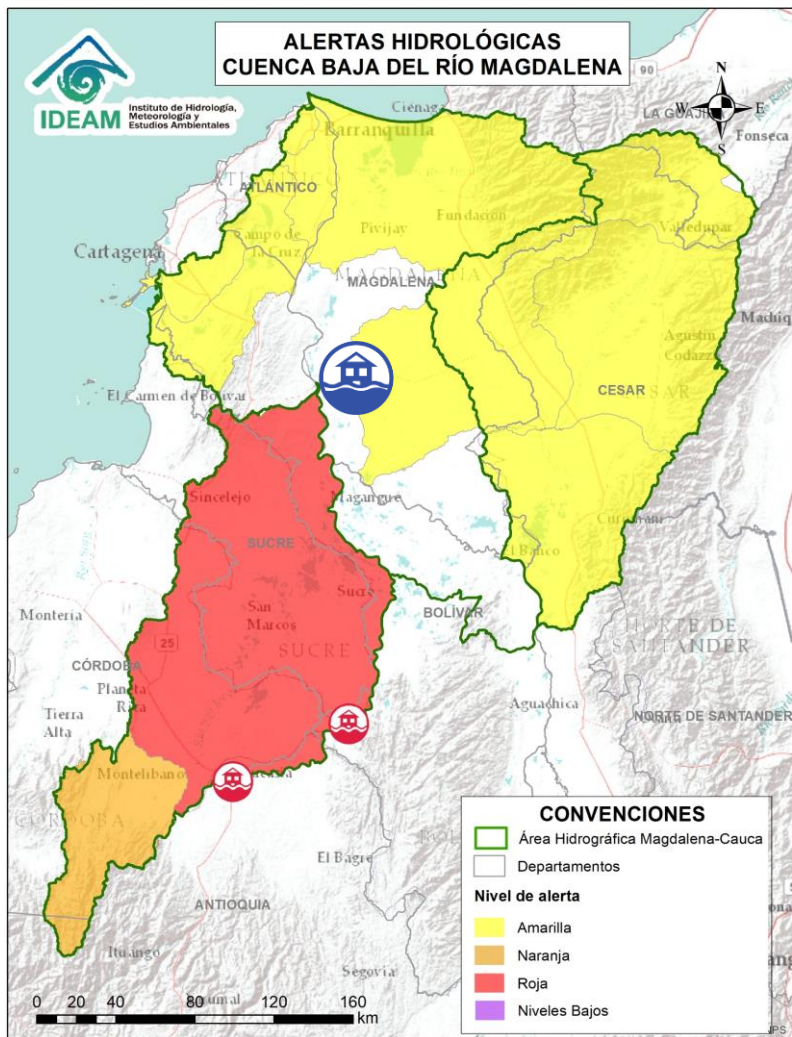 ALERTAS HIDROLÓGICAS
CUENCA BAJA DEL RÍO MAGDALENA
IDEAM
Instituto de Hidrología,
Meteorología y
Estudios Ambientales
90
N
W
E
S
Ciénaga
LA GUAJIRA
Fonseca
Barranquilla
ATLÁNTICO
Fundación
Pivijay
Valledupar
Campo de
la Cruz
Cartagena
MAGDALENA
MAGDALENA
Agustín
Codazzi
El Carmen de Bolívar
CESAR
Sincelejo
Magangué
SUCRE
El Banco
Sucre
BOLÍVAR
San
Marcos
Montería
SUCRE
NORTE DE
SANTANDER
25
CÓRDOBA
Planeta
Rica
Aguachica
NORTE DE SANTANDER
Tierra
Alta
Montelíbano
CÓRDOBA
El Bagre
ANTIOQUIA
Ituango
Segovia
CONVENCIONES
Área Hidrográfica Magdalena-Cauca
Departamentos
Nivel de alerta
Amarilla
Naranja
Roja
Niveles Bajos
0 20 40 80 120 160
km